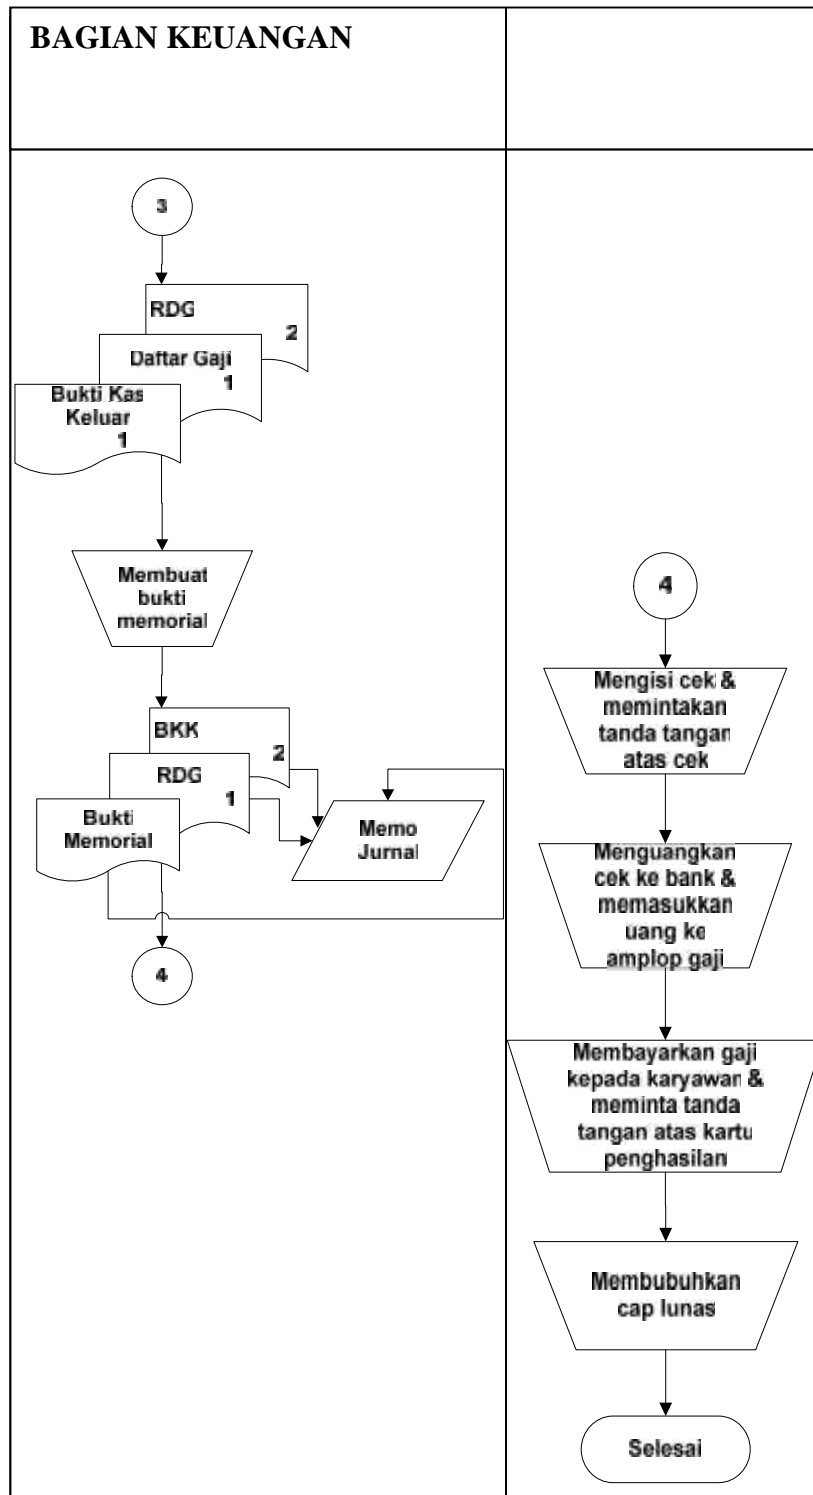 BAGIAN KEUANGAN
3
RDG
2
Daftar Gaji
1
Bukti Kas
Keluar
1
Membuat
bukti
memorial
BKK
2
RDG
1
Bukti
Memorial
Memo
Jurnal
4
4
Mengisi cek &
memintakan
tanda tangan
atas cek
Menguangkan
cek ke bank &
memasukkan
uang ke
amplop gaji
Membayarkan gaji
kepada karyawan &
meminta tanda
tangan atas kartu
penghasilan
Membubuhkan
cap lunas
Selesai